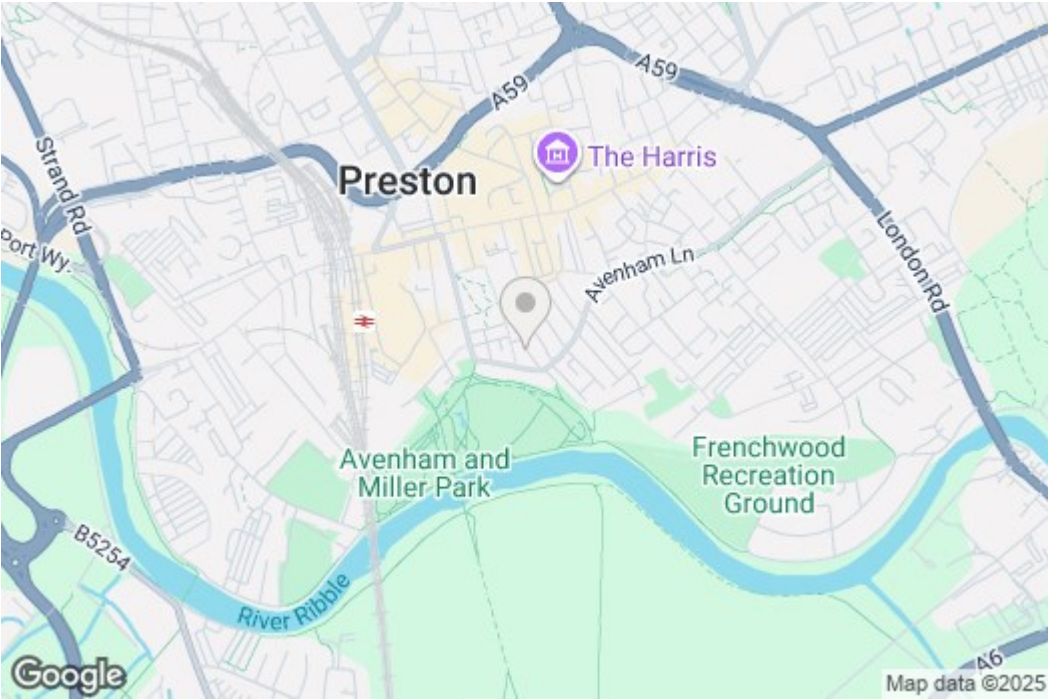 A59
A59
Strand Rd
Preston
The Harris
Port Wy.
Avenham Ln
London Rd
Avenham and
Miller Park
Frenchwood
Recreation
Ground
B5254
River Ribble
A6
Google
Map data ©2025